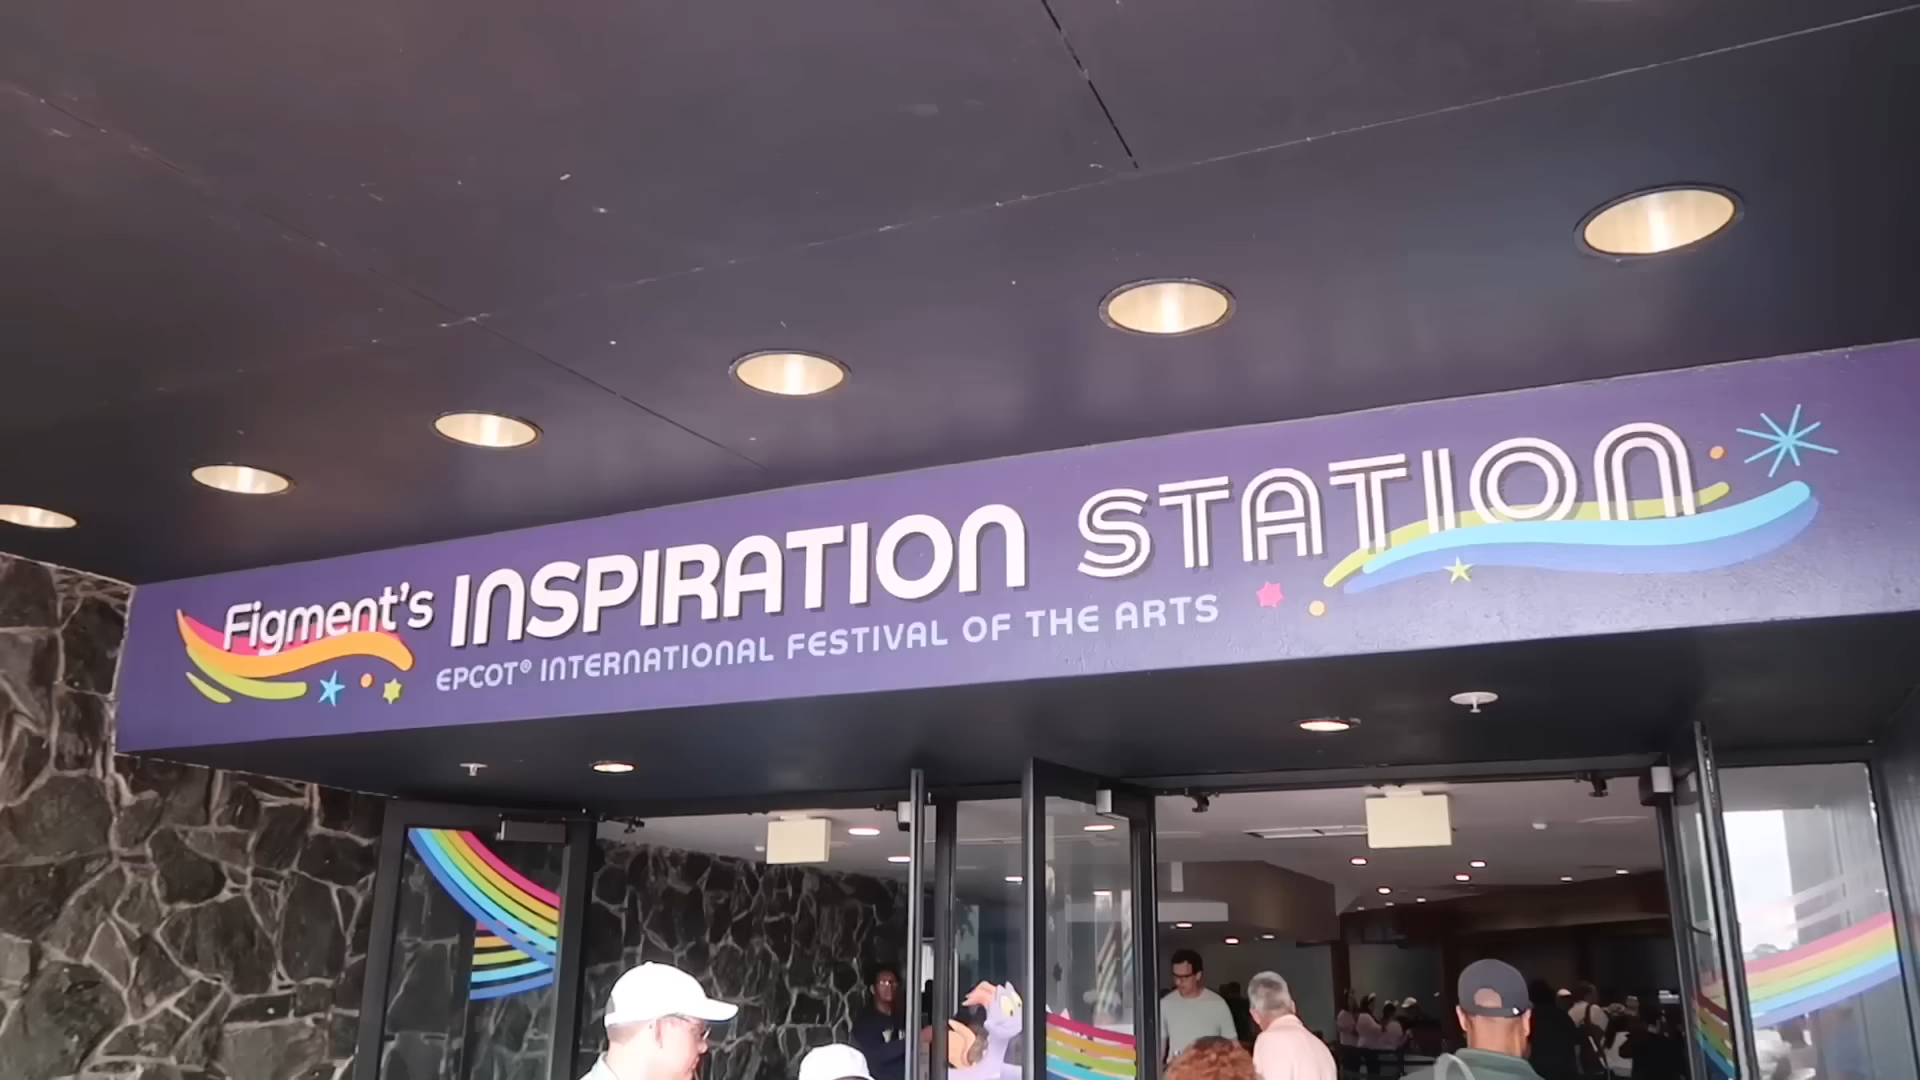 Figment's INSPIRATION STATION
EPCOT® INTERNATIONAL FESTIVAL OF THE ARTS